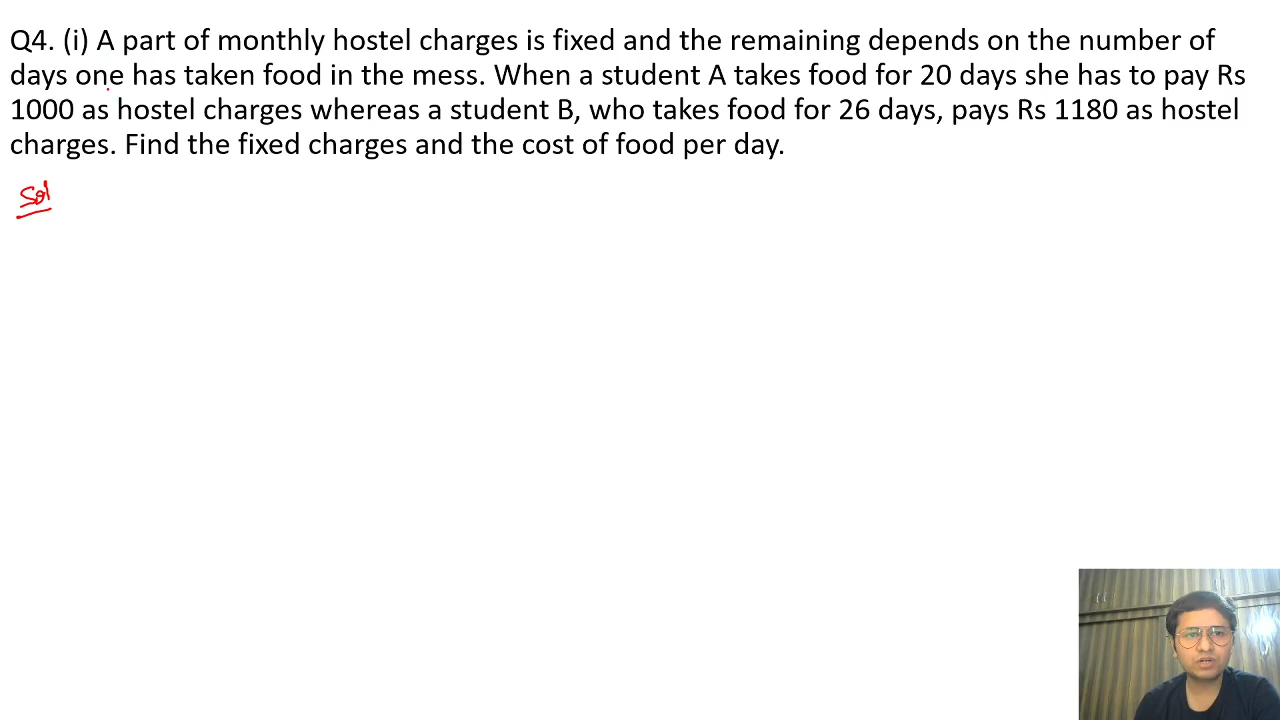 Q4. (i) A part of monthly hostel charges is fixed and the remaining depends on the number of
days one has taken food in the mess. When a student A takes food for 20 days she has to pay Rs
1000 as hostel charges whereas a student B, who takes food for 26 days, pays Rs 1180 as hostel
charges. Find the fixed charges and the cost of food per day.
Sol